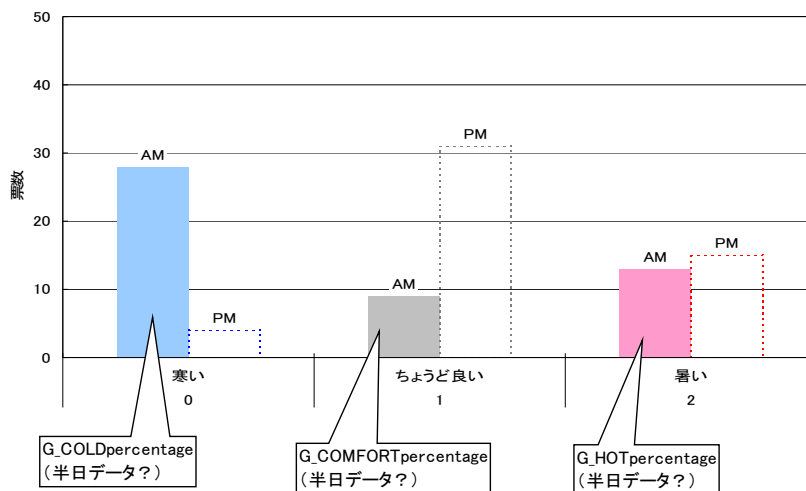 50
40
30
20
10
0
票数
AM
PM
AM
PM
AM
PM
寒い
ちょうど良い
暑い
0
1
2
G_COLDpercentage
(半日データ?)
G_COMFORTpercentage
(半日データ?)
G_HOTpercentage
(半日データ?)